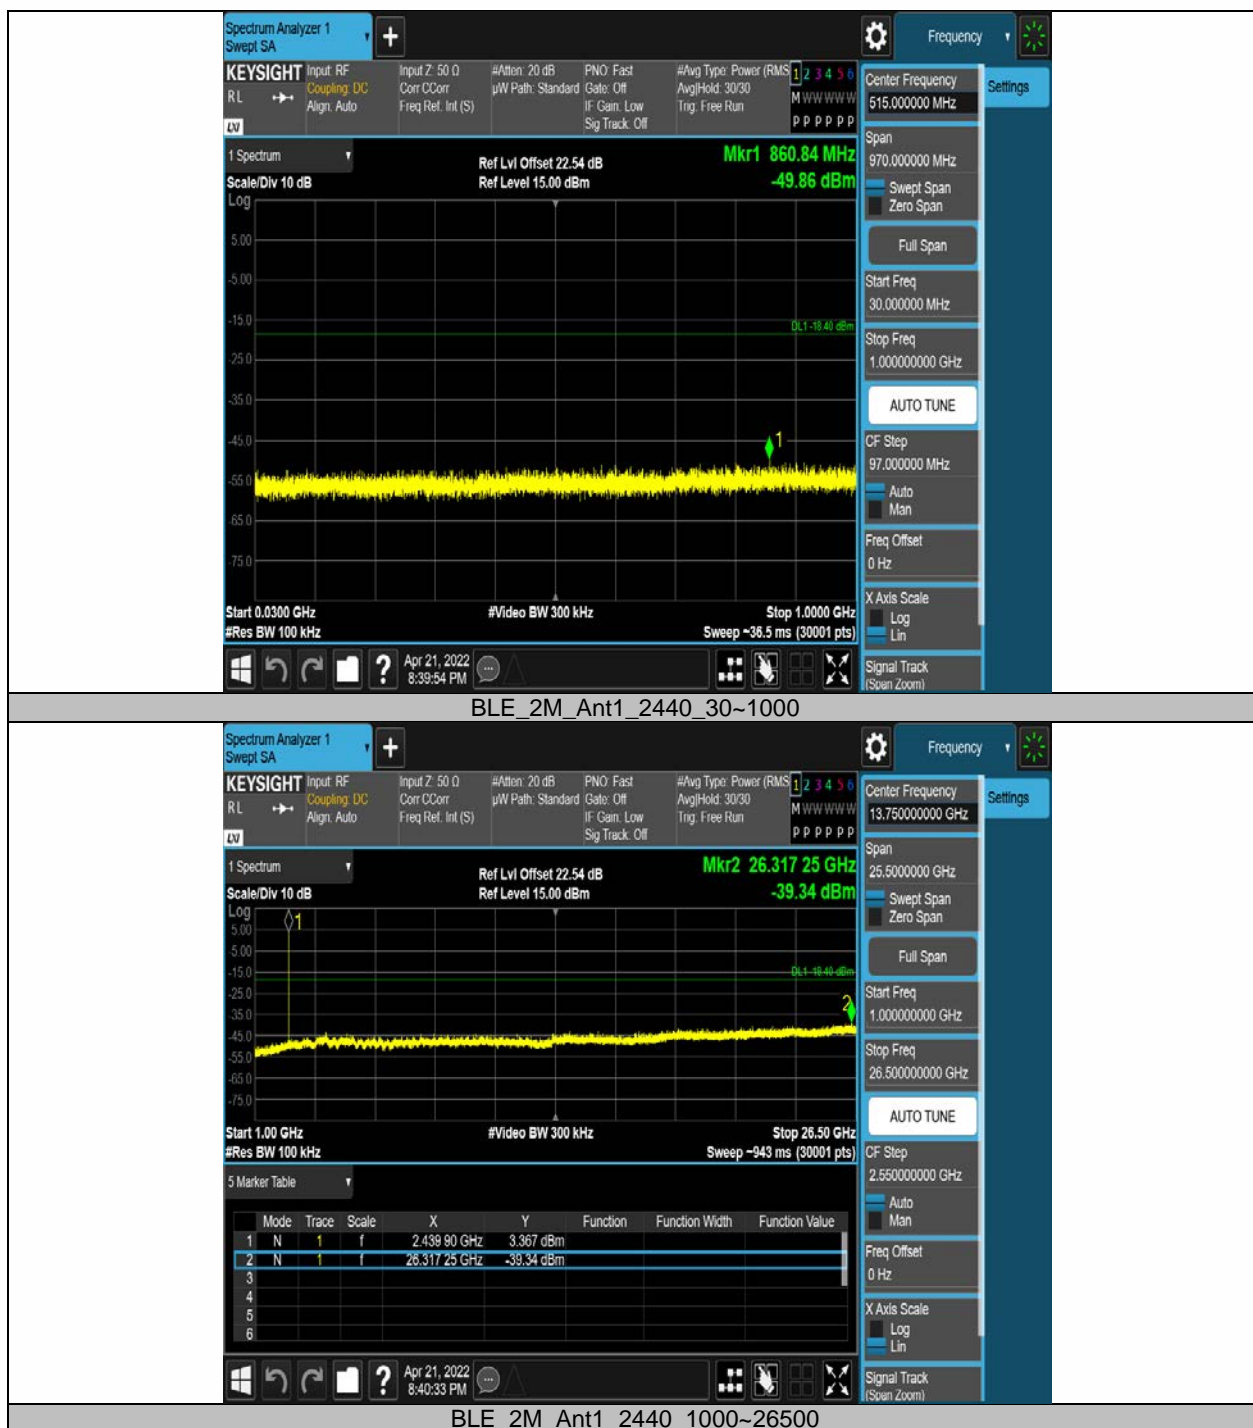 Spectrum Analyzer 1
Swept SA
Frequency
KEYSIGHT
RL
LXI
Input: RF
Coupling: DC
Align: Auto
Input Z: 50 Ω
Corr CCorr
Freq Ref: Int (S)
#Atten: 20 dB
µW Path: Standard
PNO: Fast
Gate: Off
IF Gain: Low
Sig Track: Off
#Avg Type: Power (RMS
Avg|Hold: 30/30
Trig: Free Run
1 2 3 4 5 6
M W W W W W
P P P P P P
Center Frequency
515.000000 MHz
Settings
1 Spectrum
Scale/Div 10 dB
Ref Lvl Offset 22.54 dB
Ref Level 15.00 dBm
Mkr1 860.84 MHz
-49.86 dBm
Log
5.00
-5.00
-15.0
-25.0
-35.0
-45.0
-55.0
-65.0
-75.0
DL1 -18.40 dBm
1
Start 0.0300 GHz
#Res BW 100 kHz
#Video BW 300 kHz
Stop 1.0000 GHz
Sweep ~36.5 ms (30001 pts)
Span
970.000000 MHz
Swept Span
Zero Span
Full Span
Start Freq
30.000000 MHz
Stop Freq
1.000000000 GHz
AUTO TUNE
CF Step
97.000000 MHz
Auto
Man
Freq Offset
0 Hz
X Axis Scale
Log
Lin
Signal Track
(Span Zoom)
Apr 21, 2022
8:39:54 PM
BLE_2M_Ant1_2440_30~1000
Spectrum Analyzer 1
Swept SA
Frequency
KEYSIGHT
RL
LXI
Input: RF
Coupling: DC
Align: Auto
Input Z: 50 Ω
Corr CCorr
Freq Ref: Int (S)
#Atten: 20 dB
µW Path: Standard
PNO: Fast
Gate: Off
IF Gain: Low
Sig Track: Off
#Avg Type: Power (RMS
Avg|Hold: 30/30
Trig: Free Run
1 2 3 4 5 6
M W W W W W
P P P P P P
Center Frequency
13.750000000 GHz
Settings
1 Spectrum
Scale/Div 10 dB
Ref Lvl Offset 22.54 dB
Ref Level 15.00 dBm
Mkr2 26.317 25 GHz
-39.34 dBm
Log
5.00
-5.00
-15.0
-25.0
-35.0
-45.0
-55.0
-65.0
-75.0
1
DL1 -18.40 dBm
2
Start 1.00 GHz
#Res BW 100 kHz
#Video BW 300 kHz
Stop 26.50 GHz
Sweep ~943 ms (30001 pts)
5 Marker Table
Mode Trace Scale X Y Function Function Width Function Value
1 N 1 f 2.439 90 GHz 3.367 dBm
2 N 1 f 26.317 25 GHz -39.34 dBm
3
4
5
6
Span
25.5000000 GHz
Swept Span
Zero Span
Full Span
Start Freq
1.000000000 GHz
Stop Freq
26.500000000 GHz
AUTO TUNE
CF Step
2.550000000 GHz
Auto
Man
Freq Offset
0 Hz
X Axis Scale
Log
Lin
Signal Track
(Span Zoom)
Apr 21, 2022
8:40:33 PM
BLE_2M_Ant1_2440_1000~26500